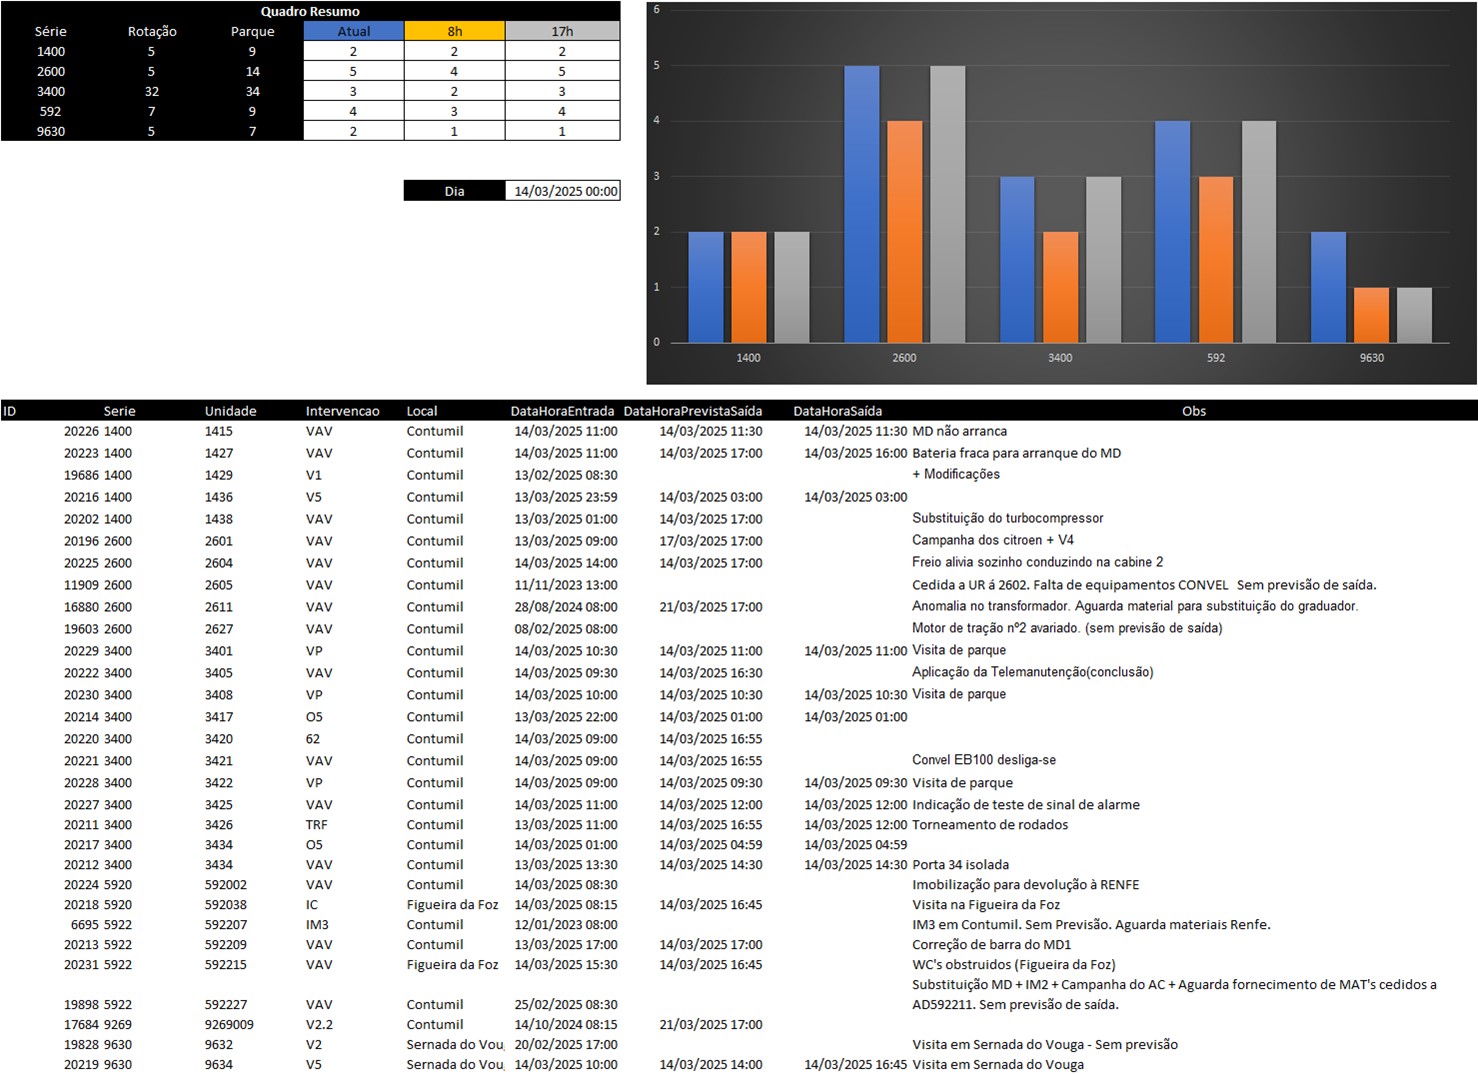 Quadro Resumo
Série Rotação Parque Atual 8h 17h
1400 5 9 2 2 2
2600 5 14 5 4 5
3400 32 34 3 2 3
592 7 9 4 3 4
9630 5 7 2 1 1
Dia 14/03/2025 00:00
6
5
4
3
2
1
0
1400 2600 3400 592 9630
ID Serie Unidade Intervencao Local DataHoraEntrada DataHoraPrevistaSaída DataHoraSaída Obs
20226 1400 1415 VAV Contumil 14/03/2025 11:00 14/03/2025 11:30 14/03/2025 11:30 MD não arranca
20223 1400 1427 VAV Contumil 14/03/2025 11:00 14/03/2025 17:00 14/03/2025 16:00 Bateria fraca para arranque do MD
19686 1400 1429 V1 Contumil 13/02/2025 08:30 + Modificações
20216 1400 1436 V5 Contumil 13/03/2025 23:59 14/03/2025 03:00 14/03/2025 03:00
20202 1400 1438 VAV Contumil 13/03/2025 01:00 14/03/2025 17:00 Substituição do turbocompressor
20196 2600 2601 VAV Contumil 13/03/2025 09:00 17/03/2025 17:00 Campanha dos citroen + V4
20225 2600 2604 VAV Contumil 14/03/2025 14:00 14/03/2025 17:00 Freio alivia sozinho conduzindo na cabine 2
11909 2600 2605 VAV Contumil 11/11/2023 13:00 Cedida a UR á 2602. Falta de equipamentos CONVEL Sem previsão de saída.
16880 2600 2611 VAV Contumil 28/08/2024 08:00 21/03/2025 17:00 Anomalia no transformador. Aguarda material para substituição do graduador.
19603 2600 2627 VAV Contumil 08/02/2025 08:00 Motor de tração nº2 avariado. (sem previsão de saída)
20229 3400 3401 VP Contumil 14/03/2025 10:30 14/03/2025 11:00 14/03/2025 11:00 Visita de parque
20222 3400 3405 VAV Contumil 14/03/2025 09:30 14/03/2025 16:30 Aplicação da Telemanutenção(conclusão)
20230 3400 3408 VP Contumil 14/03/2025 10:00 14/03/2025 10:30 14/03/2025 10:30 Visita de parque
20214 3400 3417 O5 Contumil 13/03/2025 22:00 14/03/2025 01:00 14/03/2025 01:00
20220 3400 3420 62 Contumil 14/03/2025 09:00 14/03/2025 16:55
20221 3400 3421 VAV Contumil 14/03/2025 09:00 14/03/2025 16:55 Convel EB100 desliga-se
20228 3400 3422 VP Contumil 14/03/2025 09:00 14/03/2025 09:30 14/03/2025 09:30 Visita de parque
20227 3400 3425 VAV Contumil 14/03/2025 11:00 14/03/2025 12:00 14/03/2025 12:00 Indicação de teste de sinal de alarme
20211 3400 3426 TRF Contumil 13/03/2025 11:00 14/03/2025 16:55 14/03/2025 12:00 Torneamento de rodados
20217 3400 3434 O5 Contumil 14/03/2025 01:00 14/03/2025 04:59 14/03/2025 04:59
20212 3400 3434 VAV Contumil 13/03/2025 13:30 14/03/2025 14:30 14/03/2025 14:30 Porta 34 isolada
20224 5920 592002 VAV Contumil 14/03/2025 08:30 Imobilização para devolução à RENFE
20218 5920 592038 IC Figueira da Foz 14/03/2025 08:15 14/03/2025 16:45 Visita na Figueira da Foz
6695 5922 592207 IM3 Contumil 12/01/2023 08:00 IM3 em Contumil. Sem Previsão. Aguarda materiais Renfe.
20213 5922 592209 VAV Contumil 13/03/2025 17:00 14/03/2025 17:00 Correção de barra do MD1
20231 5922 592215 VAV Figueira da Foz 14/03/2025 15:30 14/03/2025 16:45 WC's obstruidos (Figueira da Foz)
Substituição MD + IM2 + Campanha do AC + Aguarda fornecimento de MAT's cedidos a
19898 5922 592227 VAV Contumil 25/02/2025 08:30 AD592211. Sem previsão de saída.
17684 9269 9269009 V2.2 Contumil 14/10/2024 08:15 21/03/2025 17:00
19828 9630 9632 V2 Sernada do Vou 20/02/2025 17:00 Visita em Sernada do Vouga - Sem previsão
20219 9630 9634 V5 Sernada do Vou 14/03/2025 10:00 14/03/2025 14:00 14/03/2025 16:45 Visita em Sernada do Vouga